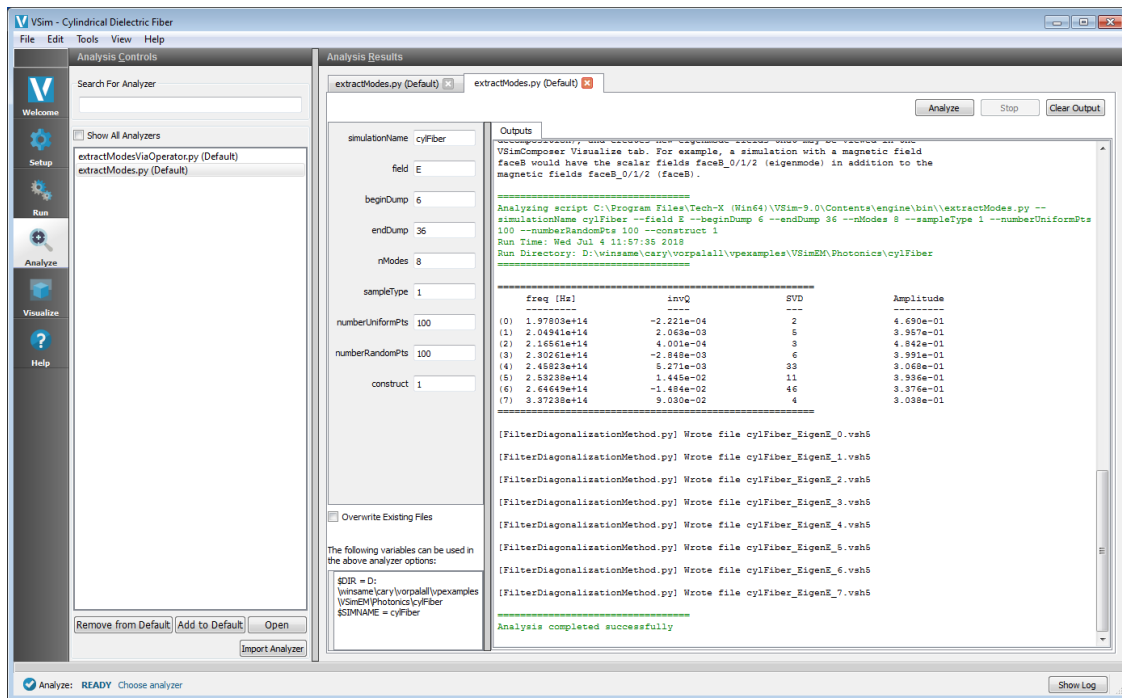 VSim - Cylindrical Dielectric Fiber
File Edit Tools View Help
Analysis Controls
Search For Analyzer
Show All Analyzers
extractModesViaOperator.py (Default)
extractModes.py (Default)
Remove from Default Add to Default Open
Import Analyzer
Welcome
Setup
Run
Analyze
Visualize
Help
Analysis Results
extractModes.py (Default) extractModes.py (Default)
Analyze Stop Clear Output
simulationName cylFiber
field E
beginDump 6
endDump 36
nModes 8
sampleType 1
numberUniformPts 100
numberRandomPts 100
construct 1
Overwrite Existing Files
The following variables can be used in
the above analyzer options:
$DIR = D:
\winsame\cary\vorpalall\vpexamples
\VSimEM\Photonics\cylFiber
$SIMNAME = cylFiber
Outputs
VSimComposer Visualize tab. For example, a simulation with a magnetic field
faceB would have the scalar fields faceB_0/1/2 (eigenmode) in addition to the
magnetic fields faceB_0/1/2 (faceB).
==================================
Analyzing script C:\Program Files\Tech-X (Win64)\VSim-9.0\Contents\engine\bin\\extractModes.py --
simulationName cylFiber --field E --beginDump 6 --endDump 36 --nModes 8 --sampleType 1 --numberUniformPts
100 --numberRandomPts 100 --construct 1
Run Time: Wed Jul 4 11:57:35 2018
Run Directory: D:\winsame\cary\vorpalall\vpexamples\VSimEM\Photonics\cylFiber
==================================
========================================================
freq [Hz] invQ SVD Amplitude
--------- ---- --- ---------
(0) 1.97803e+14 -2.221e-04 2 4.690e-01
(1) 2.04941e+14 2.063e-03 5 3.957e-01
(2) 2.16561e+14 4.001e-04 3 4.842e-01
(3) 2.30261e+14 -2.848e-03 6 3.991e-01
(4) 2.45823e+14 5.271e-03 33 3.068e-01
(5) 2.53238e+14 1.445e-02 11 3.936e-01
(6) 2.64649e+14 -1.484e-02 46 3.376e-01
(7) 3.37238e+14 9.030e-02 4 3.038e-01
========================================================
[FilterDiagonalizationMethod.py] Wrote file cylFiber_EigenE_0.vsh5
[FilterDiagonalizationMethod.py] Wrote file cylFiber_EigenE_1.vsh5
[FilterDiagonalizationMethod.py] Wrote file cylFiber_EigenE_2.vsh5
[FilterDiagonalizationMethod.py] Wrote file cylFiber_EigenE_3.vsh5
[FilterDiagonalizationMethod.py] Wrote file cylFiber_EigenE_4.vsh5
[FilterDiagonalizationMethod.py] Wrote file cylFiber_EigenE_5.vsh5
[FilterDiagonalizationMethod.py] Wrote file cylFiber_EigenE_6.vsh5
[FilterDiagonalizationMethod.py] Wrote file cylFiber_EigenE_7.vsh5
==================================
Analysis completed successfully
Analyze: READY Choose analyzer
Show Log